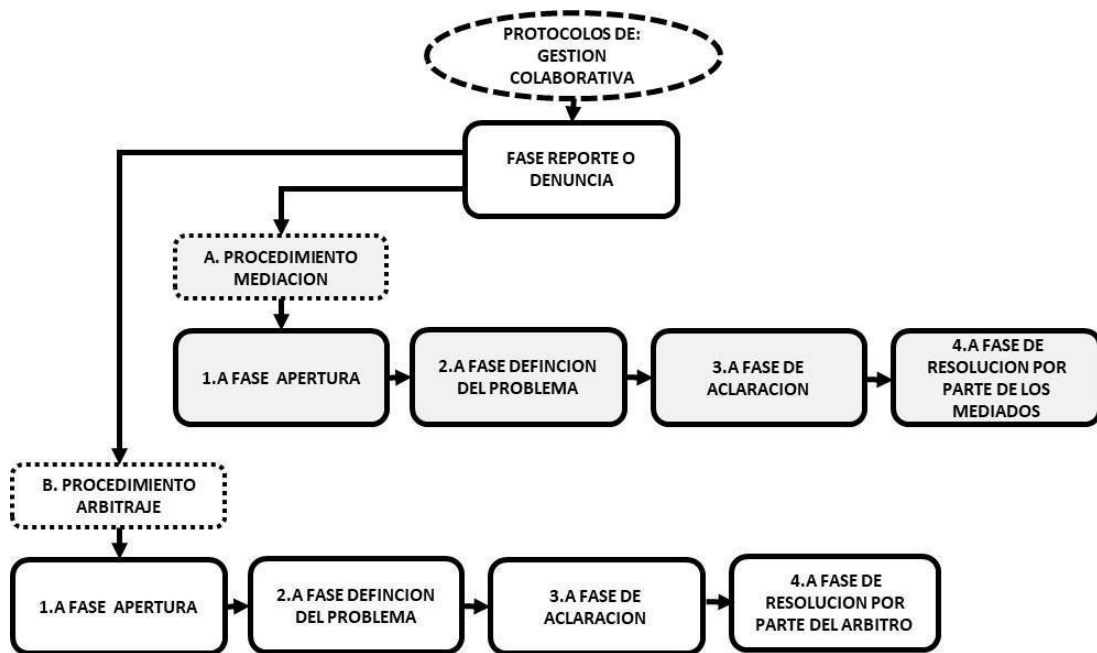 PROTOCOLOS DE:
GESTION
COLABORATIVA
FASE REPORTE O
DENUNCIA
A. PROCEDIMIENTO
MEDIACION
1.A FASE APERTURA
2.A FASE DEFINCION
DEL PROBLEMA
3.A FASE DE
ACLARACION
4.A FASE DE
RESOLUCION POR
PARTE DE LOS
MEDIADOS
B. PROCEDIMIENTO
ARBITRAJE
1.A FASE APERTURA
2.A FASE DEFINCION
DEL PROBLEMA
3.A FASE DE
ACLARACION
4.A FASE DE
RESOLUCION POR
PARTE DEL ARBITRO